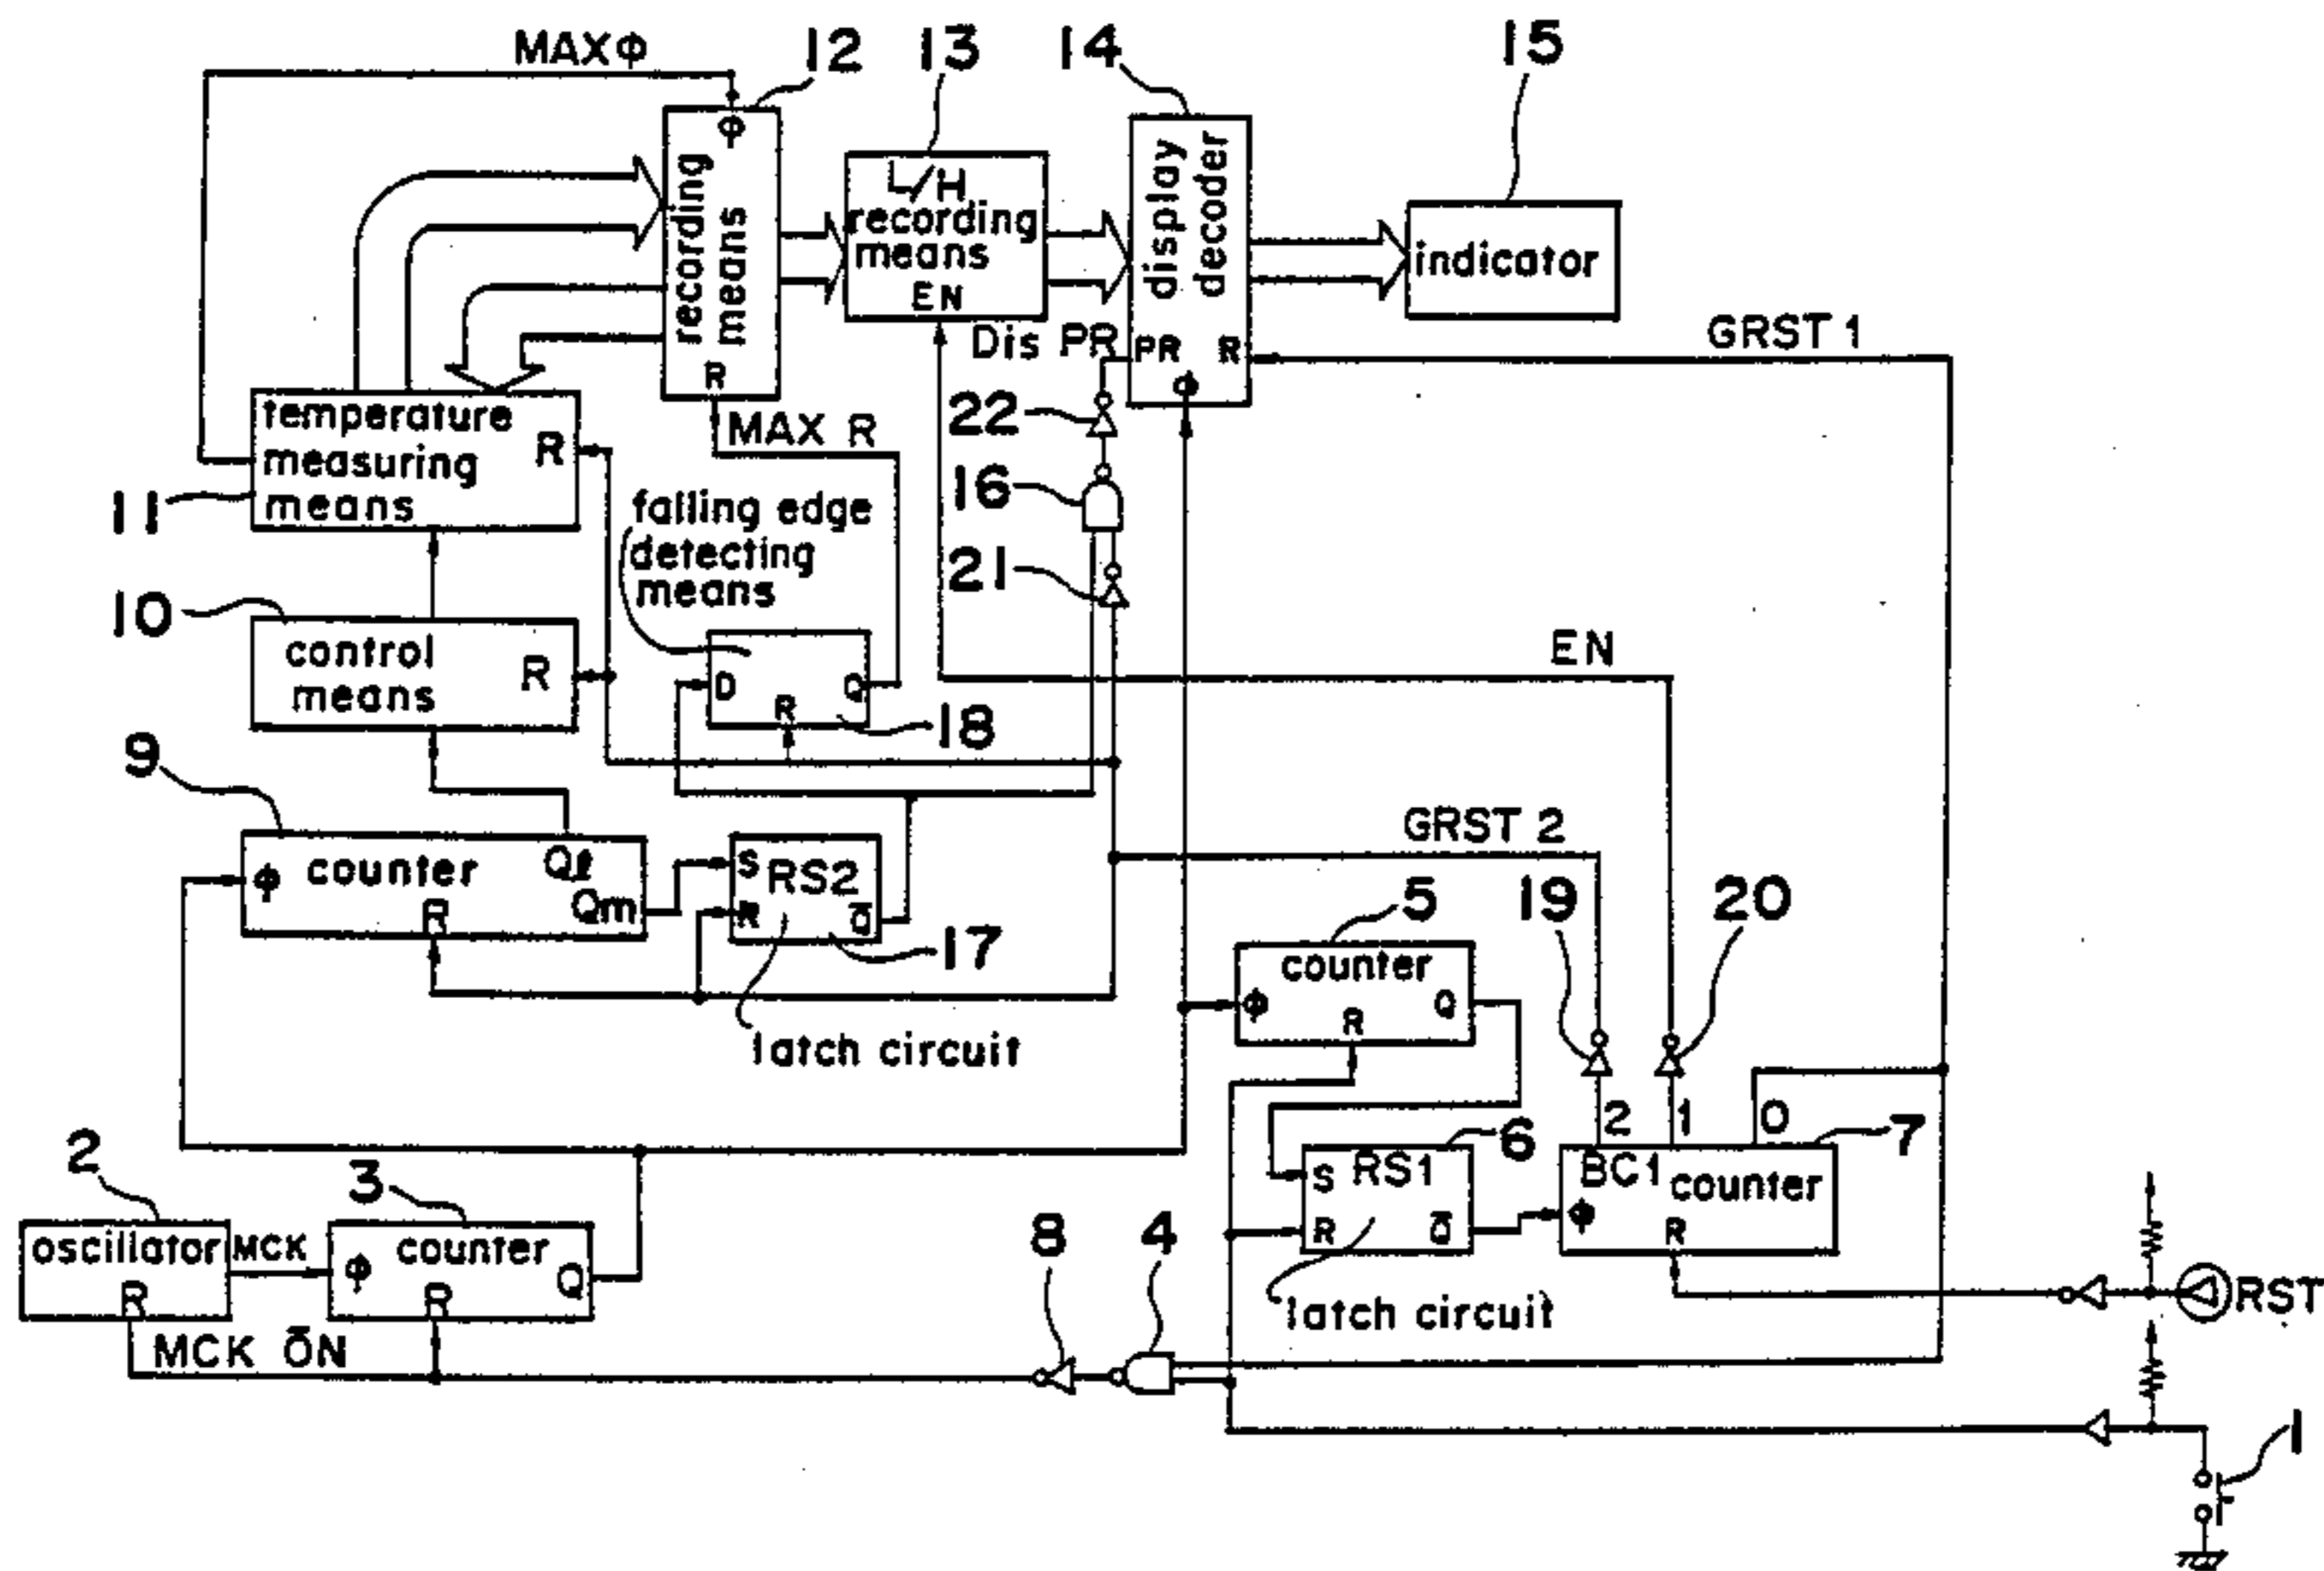 MAX Φ
12
13
14
15
Φ
recording
means
R
L/H
recording
means
EN
display
decoder
PR
R
Φ
indicator
Dis PR
GRST 1
MAX R
22
temperature
measuring
means
R
11
16
falling edge
detecting
means
21
10
control
means
R
D
Q
R
18
EN
9
Φ
counter
Qℓ
Qm
R
S
RS2
R
Q̄
17
latch circuit
GRST 2
5
19
20
counter
Φ
Q
R
2
1
0
7
2
3
6
S
RS1
R
Q̄
latch circuit
BC1
counter
Φ
R
oscillator
R
MCK
Φ
counter
Q
R
8
4
RST
MCK ŌN
1